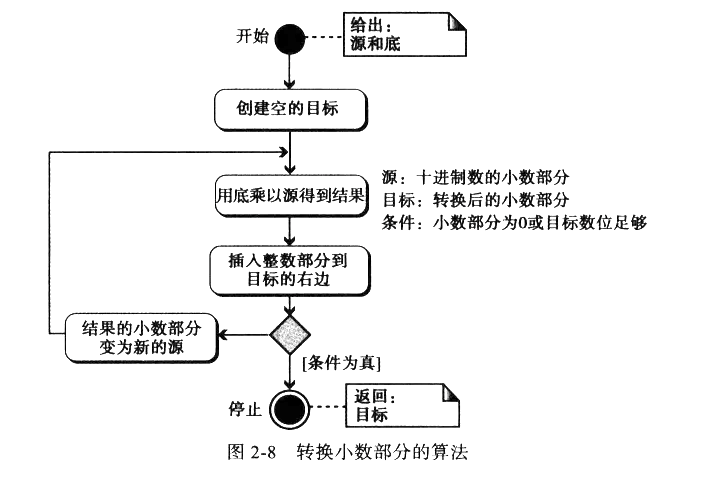 开始
给出：
源和底
创建空的目标
用底乘以源得到结果
源：十进制数的小数部分
目标：转换后的小数部分
条件：小数部分为0或目标数位足够
插入整数部分到
目标的右边
结果的小数部分
变为新的源
[条件为真]
停止
返回：
目标
图 2-8 转换小数部分的算法